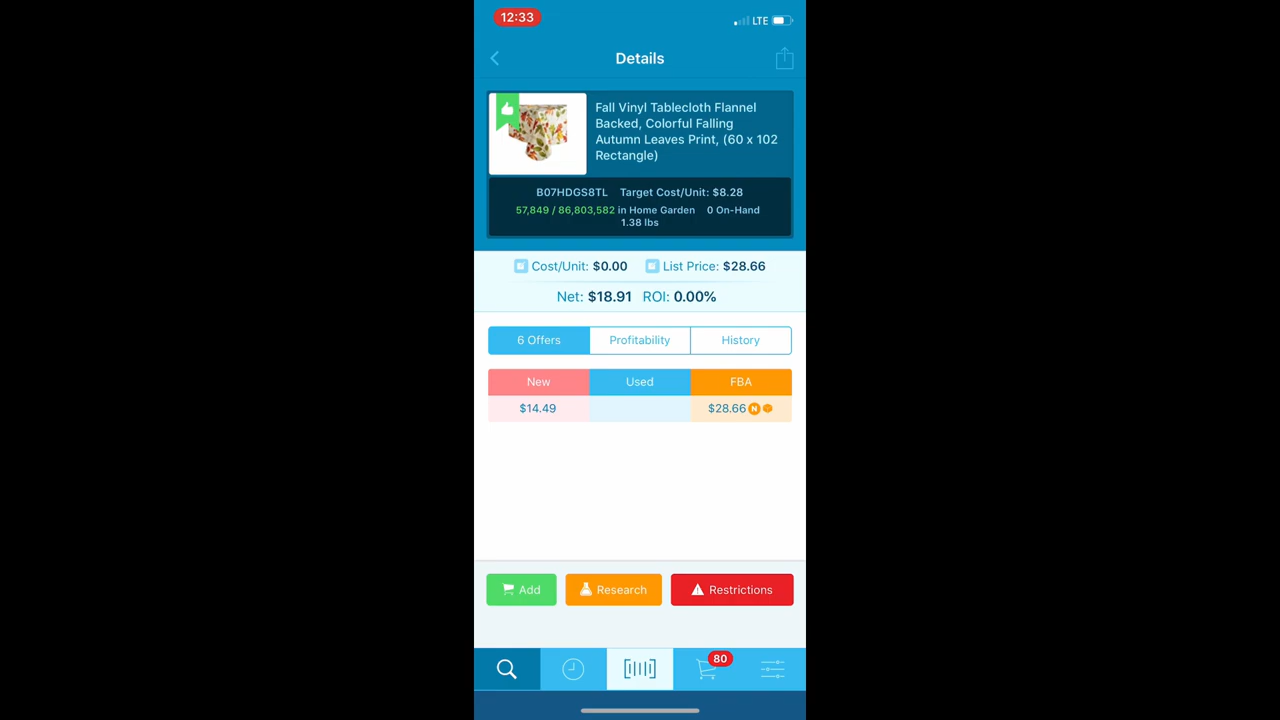 12:33
LTE
Details
Fall Vinyl Tablecloth Flannel
Backed, Colorful Falling
Autumn Leaves Print, (60 x 102
Rectangle)
B07HDGS8TL Target Cost/Unit: $8.28
57,849 / 86,803,582 in Home Garden 0 On-Hand
1.38 lbs
Cost/Unit: $0.00 List Price: $28.66
Net: $18.91 ROI: 0.00%
6 Offers Profitability History
New Used FBA
$14.49 $28.66 N
Add Research Restrictions
80